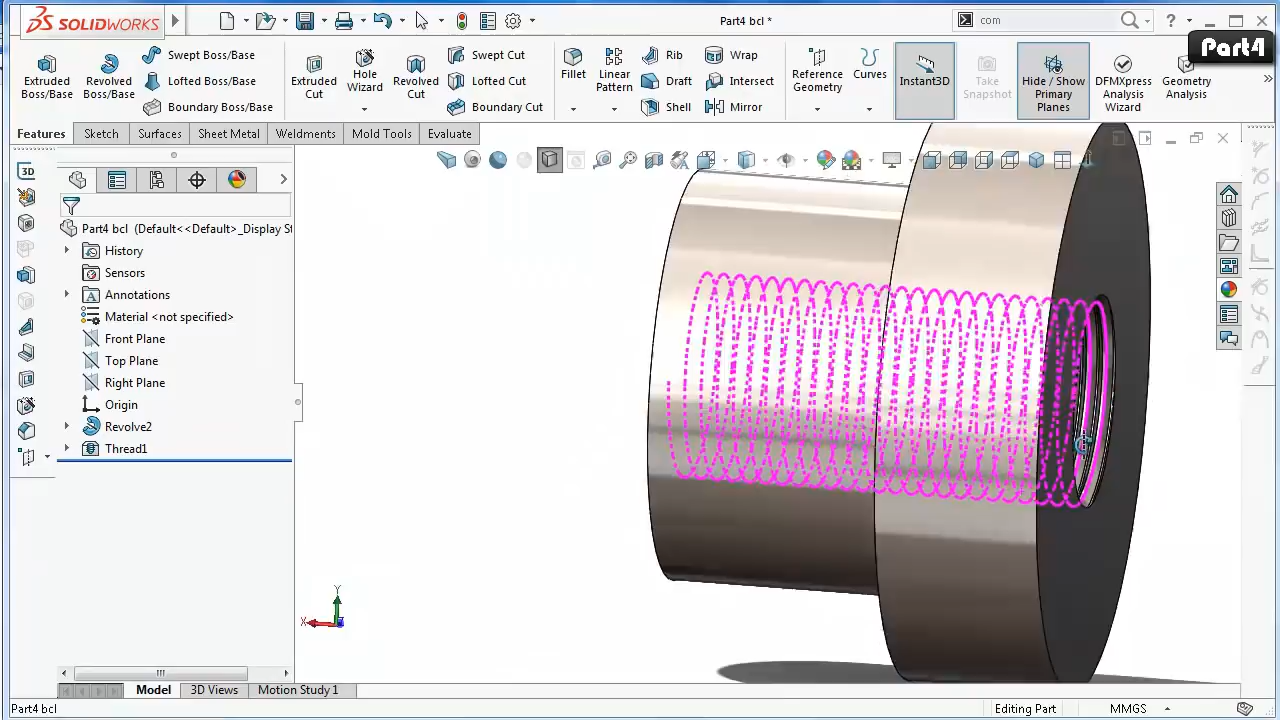 SOLIDWORKS
Part4 bcl *
com
?
Part4
Extruded Boss/Base
Revolved Boss/Base
Swept Boss/Base
Lofted Boss/Base
Boundary Boss/Base
Extruded Cut
Hole Wizard
Revolved Cut
Swept Cut
Lofted Cut
Boundary Cut
Fillet
Linear Pattern
Rib
Draft
Shell
Wrap
Intersect
Mirror
Reference Geometry
Curves
Instant3D
Take Snapshot
Hide / Show Primary Planes
DFMXpress Analysis Wizard
Geometry Analysis
Features
Sketch
Surfaces
Sheet Metal
Weldments
Mold Tools
Evaluate
3D
Part4 bcl (Default<<Default>_Display St
History
Sensors
Annotations
Material <not specified>
Front Plane
Top Plane
Right Plane
Origin
Revolve2
Thread1
Y
X
Model
3D Views
Motion Study 1
Part4 bcl
Editing Part
MMGS